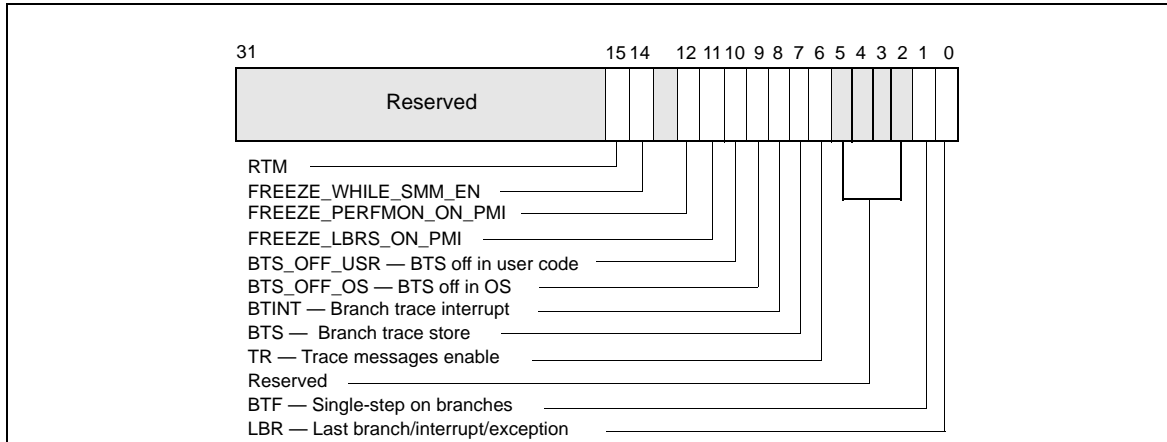 31 15 14 12 11 10 9 8 7 6 5 4 3 2 1 0
Reserved
RTM
FREEZE_WHILE_SMM_EN
FREEZE_PERFMON_ON_PMI
FREEZE_LBRS_ON_PMI
BTS_OFF_USR — BTS off in user code
BTS_OFF_OS — BTS off in OS
BTINT — Branch trace interrupt
BTS — Branch trace store
TR — Trace messages enable
Reserved
BTF — Single-step on branches
LBR — Last branch/interrupt/exception